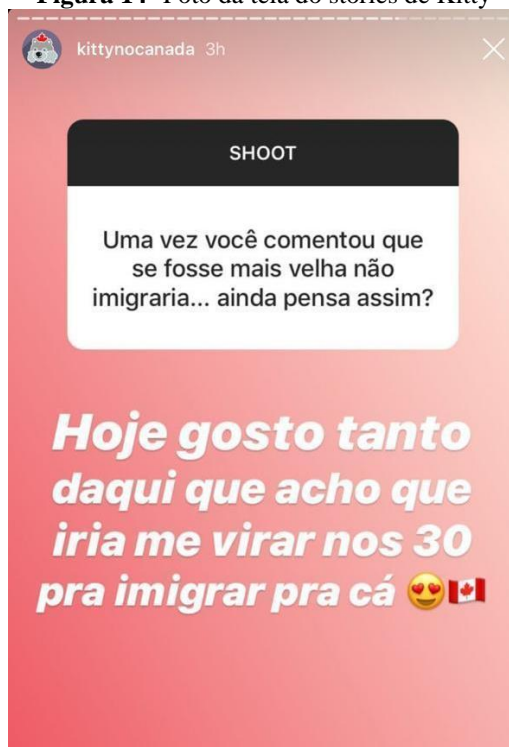 Figura 14- Foto da tela do stories de Kitty
kittynocanada 3h
SHOOT
Uma vez você comentou que
se fosse mais velha não
imigraria... ainda pensa assim?
Hoje gosto tanto
daqui que acho que
iria me virar nos 30
pra imigrar pra cá 😍🇨🇦